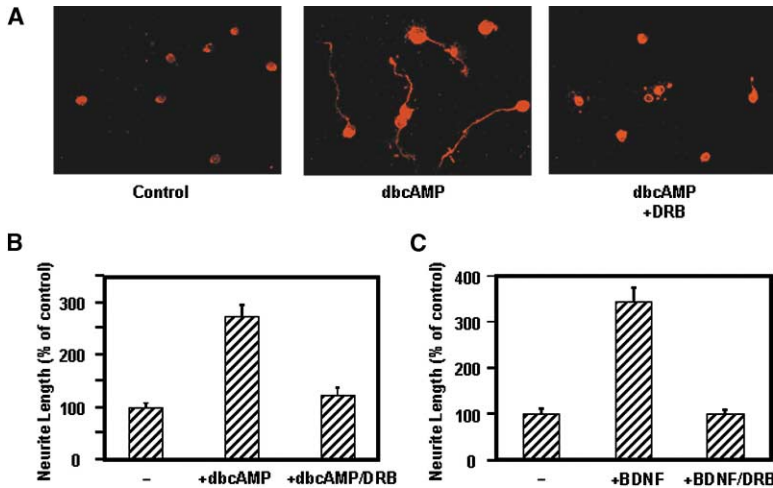 A
Control
dbcAMP
dbcAMP
+DRB
B
Neurite Length (% of control)
300
200
100
0
–
+dbcAMP
+dbcAMP/DRB
C
Neurite Length (% of control)
400
300
200
100
0
–
+BDNF
+BDNF/DRB